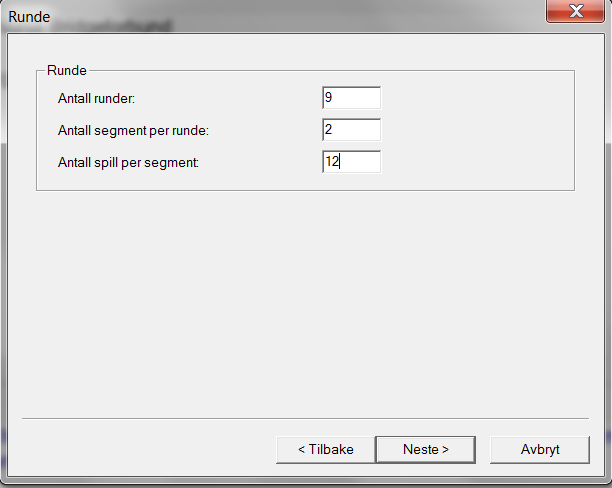 Runde
Runde
Antall runder: 9
Antall segment per runde: 2
Antall spill per segment: 12
< Tilbake Neste > Avbryt